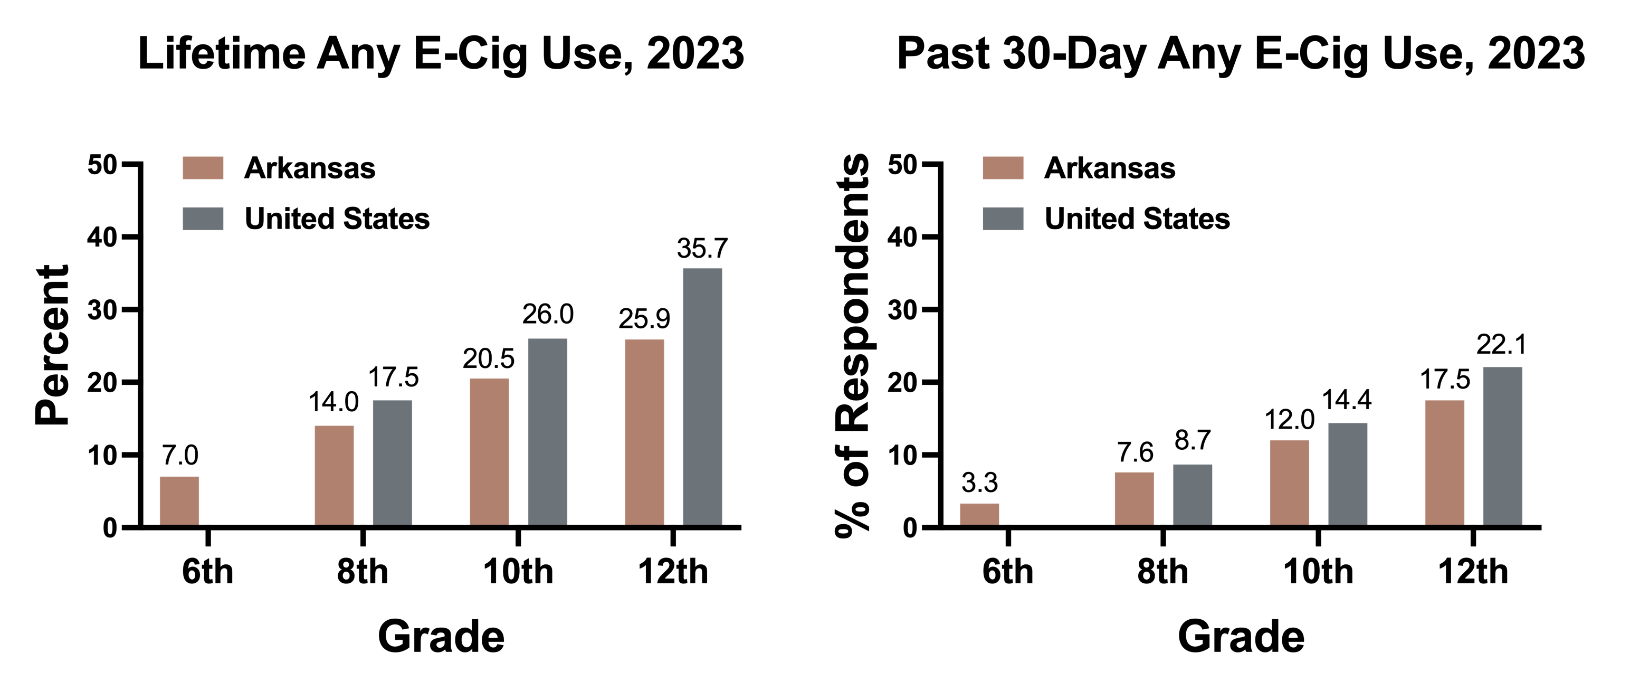 Lifetime Any E-Cig Use, 2023
Percent
50
40
30
20
10
0
Arkansas
United States
7.0
14.0
17.5
20.5
26.0
25.9
35.7
6th
8th
10th
12th
Grade
Past 30-Day Any E-Cig Use, 2023
% of Respondents
50
40
30
20
10
0
Arkansas
United States
3.3
7.6
8.7
12.0
14.4
17.5
22.1
6th
8th
10th
12th
Grade